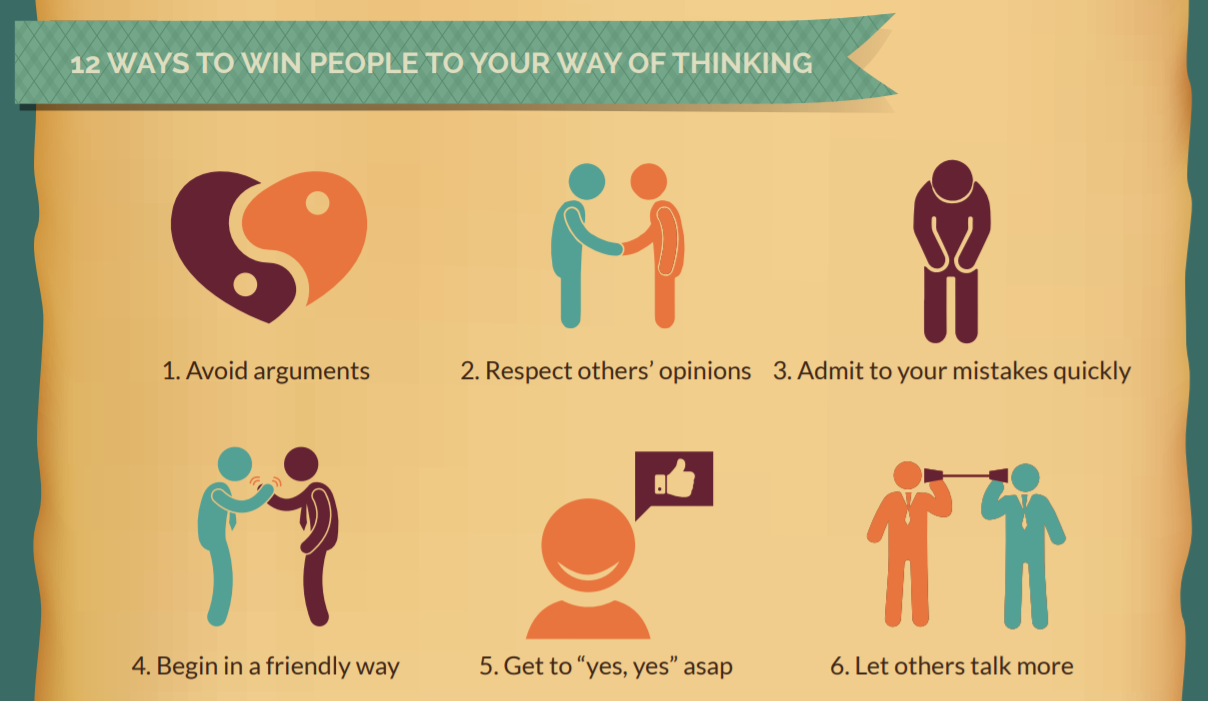 12 WAYS TO WIN PEOPLE TO YOUR WAY OF THINKING
1. Avoid arguments
2. Respect others’ opinions
3. Admit to your mistakes quickly
4. Begin in a friendly way
5. Get to “yes, yes” asap
6. Let others talk more